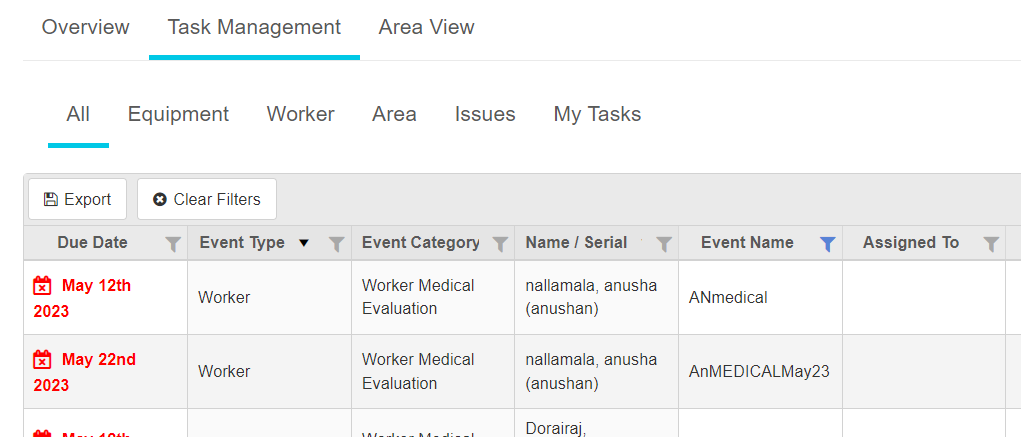 Overview Task Management Area View
All Equipment Worker Area Issues My Tasks
Export Clear Filters
Due Date Event Type Event Category Name / Serial Event Name Assigned To
May 12th
2023
Worker
Worker Medical
Evaluation
nallamala, anusha
(anushan)
ANmedical
May 22nd
2023
Worker
Worker Medical
Evaluation
nallamala, anusha
(anushan)
AnMEDICALMay23
Worker Medical
Dorairaj,